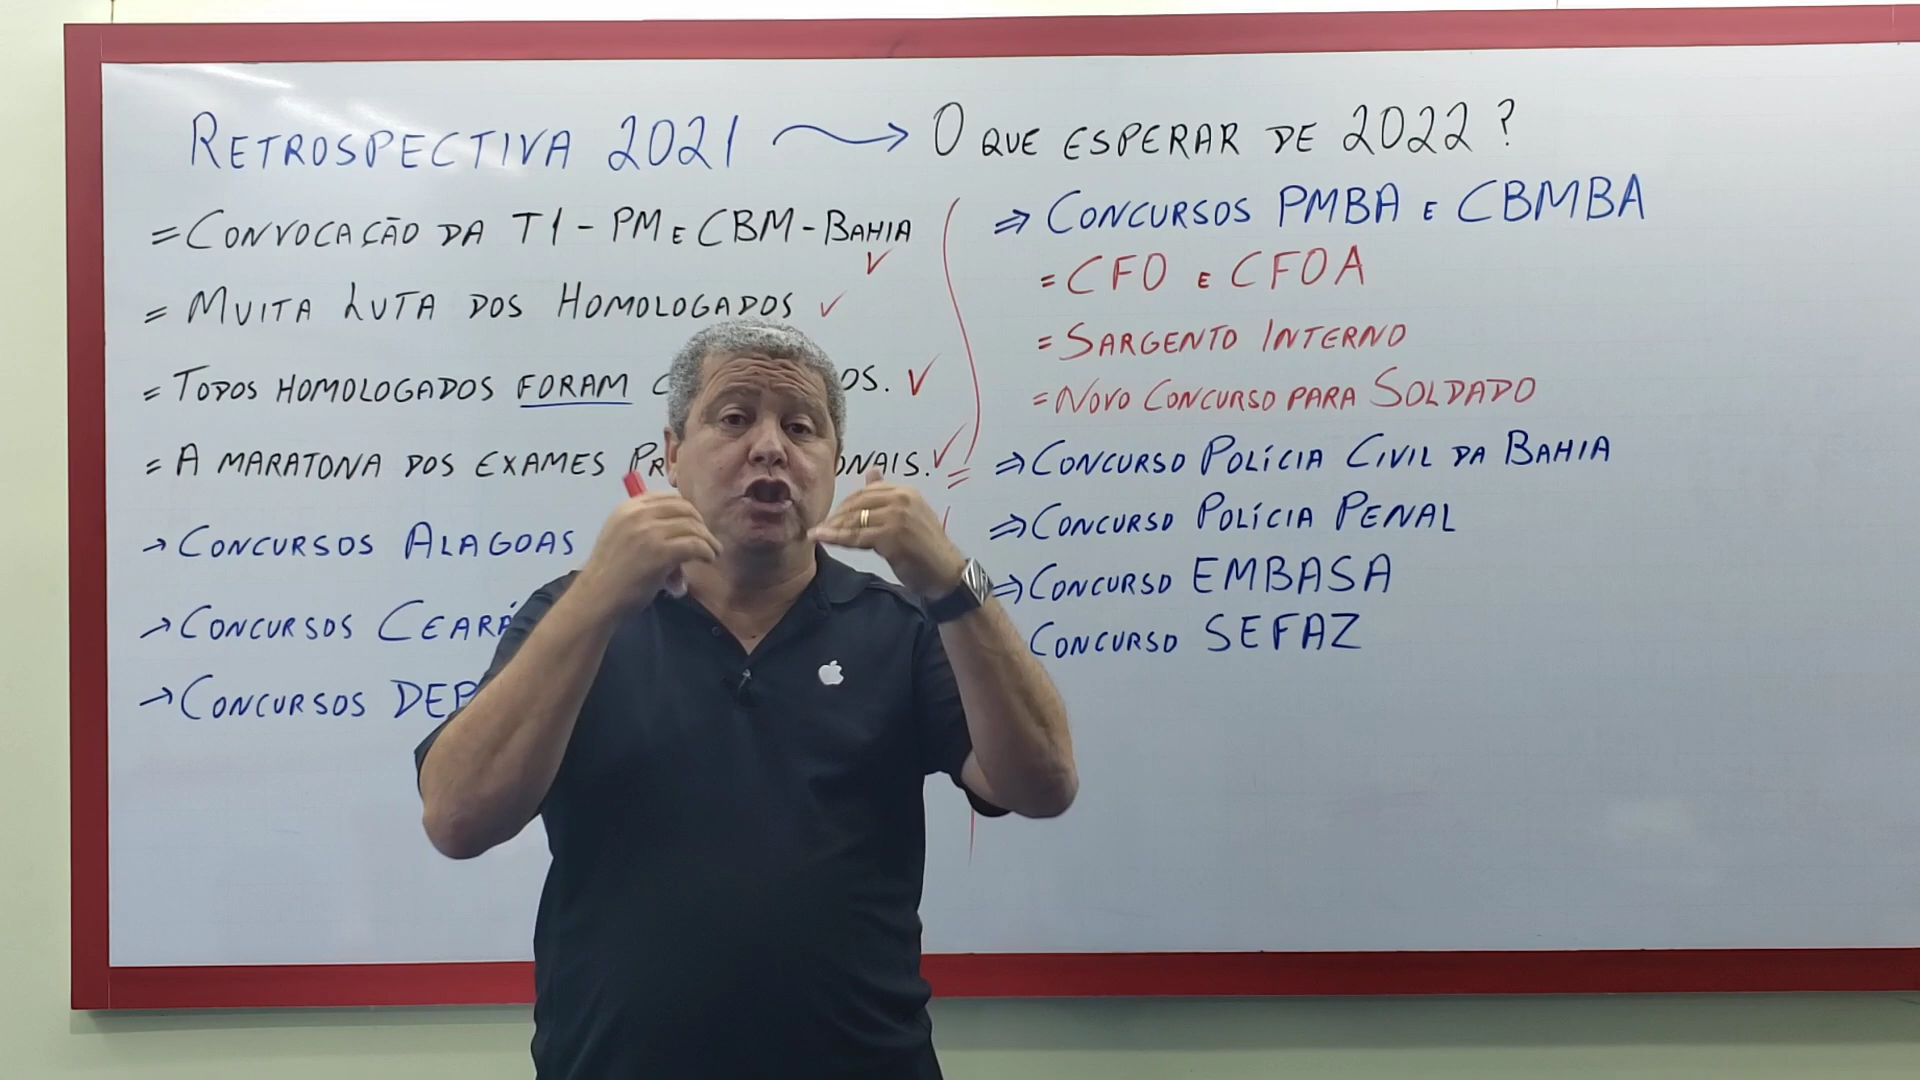 RETROSPECTIVA 2021 → O QUE ESPERAR DE 2022?
= CONVOCAÇÃO DA T1 - PM E CBM - BAHIA
= MUITA LUTA DOS HOMOLOGADOS
= TODOS HOMOLOGADOS FORAM
= A MARATONA DOS EXAMES
→ CONCURSOS ALAGOAS
→ CONCURSOS CEARÁ
→ CONCURSOS
⇒ CONCURSOS PMBA E CBMBA
= CFO E CFOA
= SARGENTO INTERNO
= NOVO CONCURSO PARA SOLDADO
⇒ CONCURSO POLÍCIA CIVIL DA BAHIA
⇒ CONCURSO POLÍCIA PENAL
⇒ CONCURSO EMBASA
CONCURSO SEFAZ